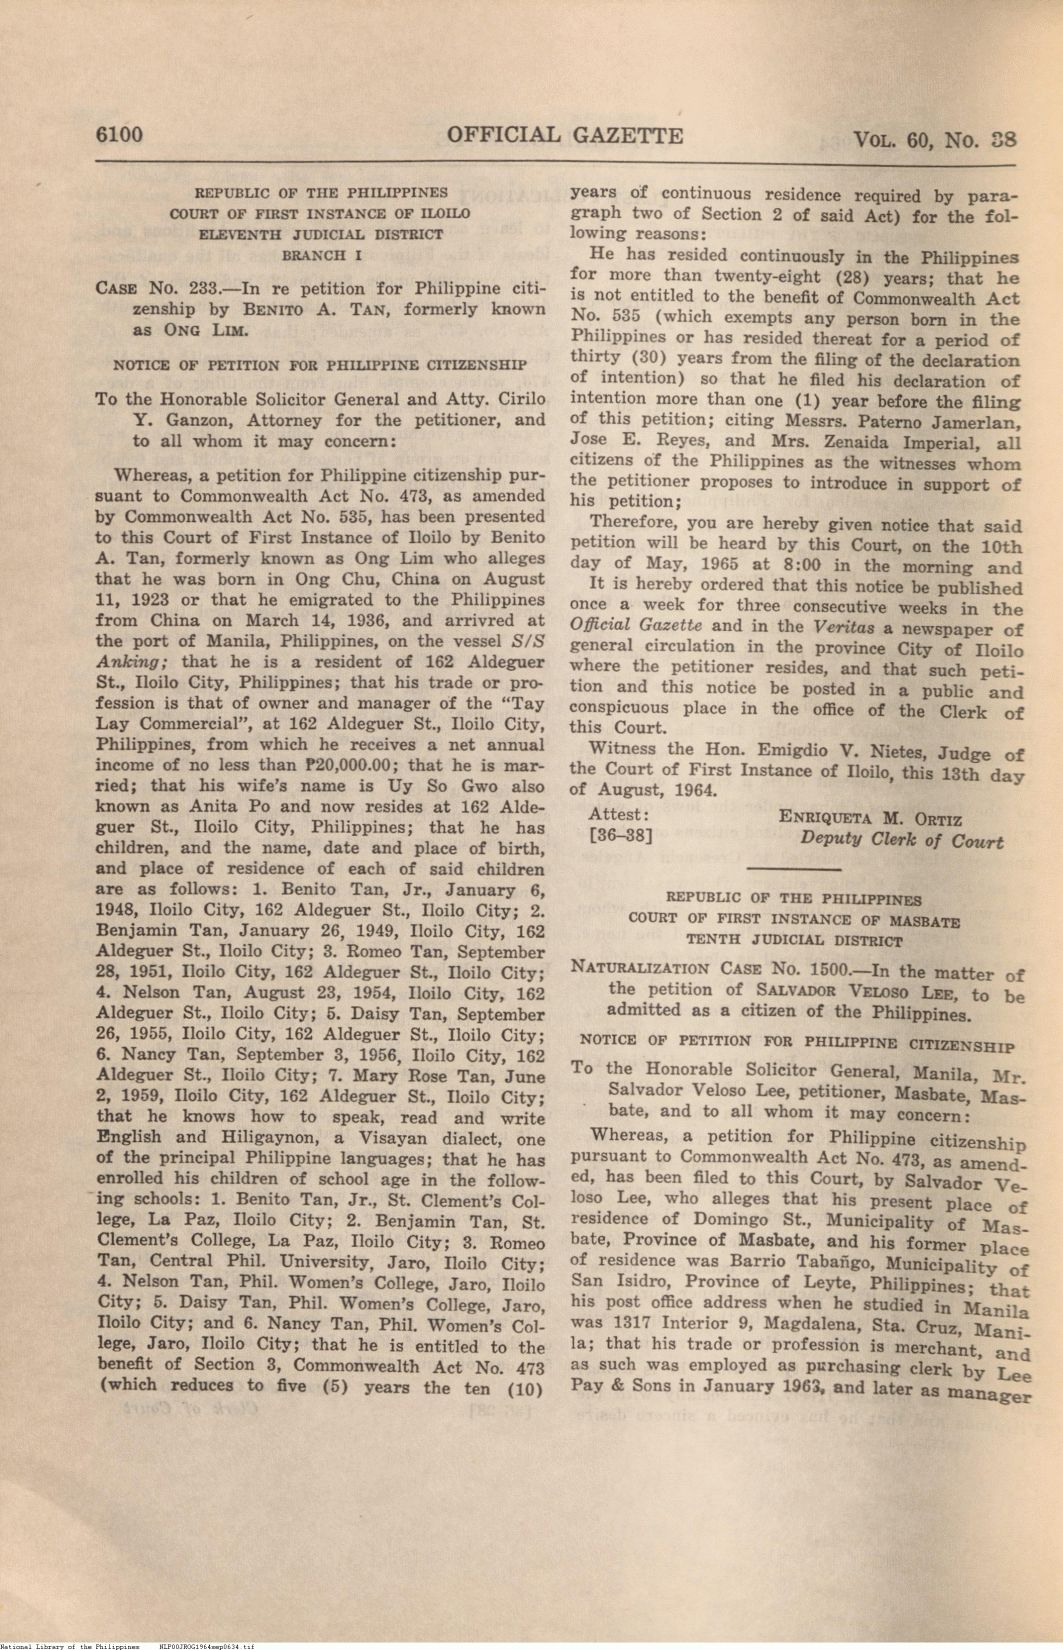 6100
OFFICIAL GAZETTE
VOL. 60, No. 38
REPUBLIC OF THE PHILIPPINES
COURT OF FIRST INSTANCE OF ILOILO
ELEVENTH JUDICIAL DISTRICT
BRANCH I
CASE No. 233.—In re petition for Philippine citi-
zenship by BENITO A. TAN, formerly known
as ONG LIM.
NOTICE OF PETITION FOR PHILIPPINE CITIZENSHIP
To the Honorable Solicitor General and Atty. Cirilo
Y. Ganzon, Attorney for the petitioner, and
to all whom it may concern:
Whereas, a petition for Philippine citizenship pur-
suant to Commonwealth Act No. 473, as amended
by Commonwealth Act No. 535, has been presented
to this Court of First Instance of Iloilo by Benito
A. Tan, formerly known as Ong Lim who alleges
that he was born in Ong Chu, China on August
11, 1923 or that he emigrated to the Philippines
from China on March 14, 1936, and arrivred at
the port of Manila, Philippines, on the vessel S/S
Anking; that he is a resident of 162 Aldeguer
St., Iloilo City, Philippines; that his trade or pro-
fession is that of owner and manager of the "Tay
Lay Commercial", at 162 Aldeguer St., Iloilo City,
Philippines, from which he receives a net annual
income of no less than ₱20,000.00; that he is mar-
ried; that his wife's name is Uy So Gwo also
known as Anita Po and now resides at 162 Alde-
guer St., Iloilo City, Philippines; that he has
children, and the name, date and place of birth,
and place of residence of each of said children
are as follows: 1. Benito Tan, Jr., January 6,
1948, Iloilo City, 162 Aldeguer St., Iloilo City; 2.
Benjamin Tan, January 26, 1949, Iloilo City, 162
Aldeguer St., Iloilo City; 3. Romeo Tan, September
28, 1951, Iloilo City, 162 Aldeguer St., Iloilo City;
4. Nelson Tan, August 23, 1954, Iloilo City, 162
Aldeguer St., Iloilo City; 5. Daisy Tan, September
26, 1955, Iloilo City, 162 Aldeguer St., Iloilo City;
6. Nancy Tan, September 3, 1956, Iloilo City, 162
Aldeguer St., Iloilo City; 7. Mary Rose Tan, June
2, 1959, Iloilo City, 162 Aldeguer St., Iloilo City;
that he knows how to speak, read and write
English and Hiligaynon, a Visayan dialect, one
of the principal Philippine languages; that he has
enrolled his children of school age in the follow-
ing schools: 1. Benito Tan, Jr., St. Clement's Col-
lege, La Paz, Iloilo City; 2. Benjamin Tan, St.
Clement's College, La Paz, Iloilo City; 3. Romeo
Tan, Central Phil. University, Jaro, Iloilo City;
4. Nelson Tan, Phil. Women's College, Jaro, Iloilo
City; 5. Daisy Tan, Phil. Women's College, Jaro,
Iloilo City; and 6. Nancy Tan, Phil. Women's Col-
lege, Jaro, Iloilo City; that he is entitled to the
benefit of Section 3, Commonwealth Act No. 473
(which reduces to five (5) years the ten (10)
years of continuous residence required by para-
graph two of Section 2 of said Act) for the fol-
lowing reasons:
He has resided continuously in the Philippines
for more than twenty-eight (28) years; that he
is not entitled to the benefit of Commonwealth Act
No. 535 (which exempts any person born in the
Philippines or has resided thereat for a period of
thirty (30) years from the filing of the declaration
of intention) so that he filed his declaration of
intention more than one (1) year before the filing
of this petition; citing Messrs. Paterno Jamerlan,
Jose E. Reyes, and Mrs. Zenaida Imperial, all
citizens of the Philippines as the witnesses whom
the petitioner proposes to introduce in support of
his petition;
Therefore, you are hereby given notice that said
petition will be heard by this Court, on the 10th
day of May, 1965 at 8:00 in the morning and
It is hereby ordered that this notice be published
once a week for three consecutive weeks in the
Official Gazette and in the Veritas a newspaper of
general circulation in the province City of Iloilo
where the petitioner resides, and that such peti-
tion and this notice be posted in a public and
conspicuous place in the office of the Clerk of
this Court.
Witness the Hon. Emigdio V. Nietes, Judge of
the Court of First Instance of Iloilo, this 13th day
of August, 1964.
Attest: ENRIQUETA M. ORTIZ
[36–38] Deputy Clerk of Court
REPUBLIC OF THE PHILIPPINES
COURT OF FIRST INSTANCE OF MASBATE
TENTH JUDICIAL DISTRICT
NATURALIZATION CASE No. 1500.—In the matter of
the petition of SALVADOR VELOSO LEE, to be
admitted as a citizen of the Philippines.
NOTICE OF PETITION FOR PHILIPPINE CITIZENSHIP
To the Honorable Solicitor General, Manila, Mr.
Salvador Veloso Lee, petitioner, Masbate, Mas-
bate, and to all whom it may concern:
Whereas, a petition for Philippine citizenship
pursuant to Commonwealth Act No. 473, as amend-
ed, has been filed to this Court, by Salvador Ve-
loso Lee, who alleges that his present place of
residence of Domingo St., Municipality of Mas-
bate, Province of Masbate, and his former place
of residence was Barrio Tabañgo, Municipality of
San Isidro, Province of Leyte, Philippines; that
his post office address when he studied in Manila
was 1317 Interior 9, Magdalena, Sta. Cruz, Mani-
la; that his trade or profession is merchant, and
as such was employed as purchasing clerk by Lee
Pay & Sons in January 1963, and later as manager
National Library of the Philippines NLP00JROG1964sep0634.tif